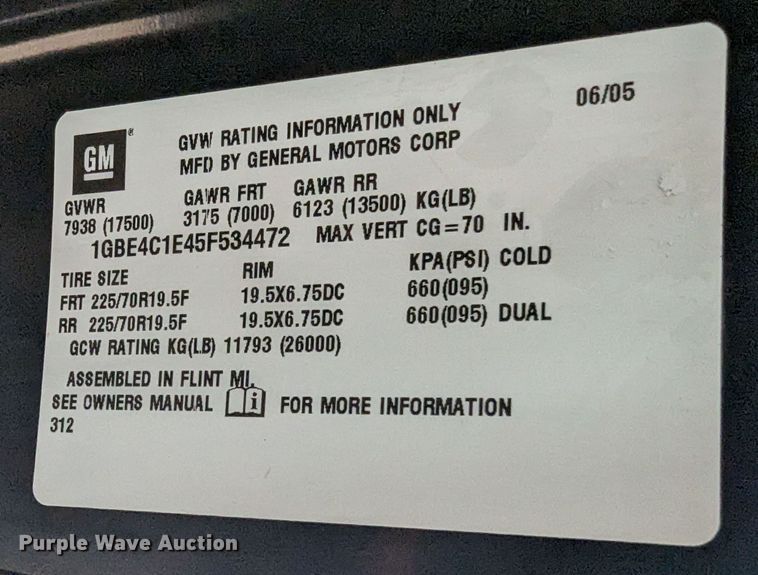 06/05
GM ®
GVW RATING INFORMATION ONLY
MFD BY GENERAL MOTORS CORP
GVWR GAWR FRT GAWR RR
7938 (17500) 3175 (7000) 6123 (13500) KG(LB)
1GBE4C1E45F534472 MAX VERT CG=70 IN.
TIRE SIZE RIM KPA(PSI) COLD
FRT 225/70R19.5F 19.5X6.75DC 660(095)
RR 225/70R19.5F 19.5X6.75DC 660(095) DUAL
GCW RATING KG(LB) 11793 (26000)
ASSEMBLED IN FLINT MI.
SEE OWNERS MANUAL i FOR MORE INFORMATION
312
Purple Wave Auction